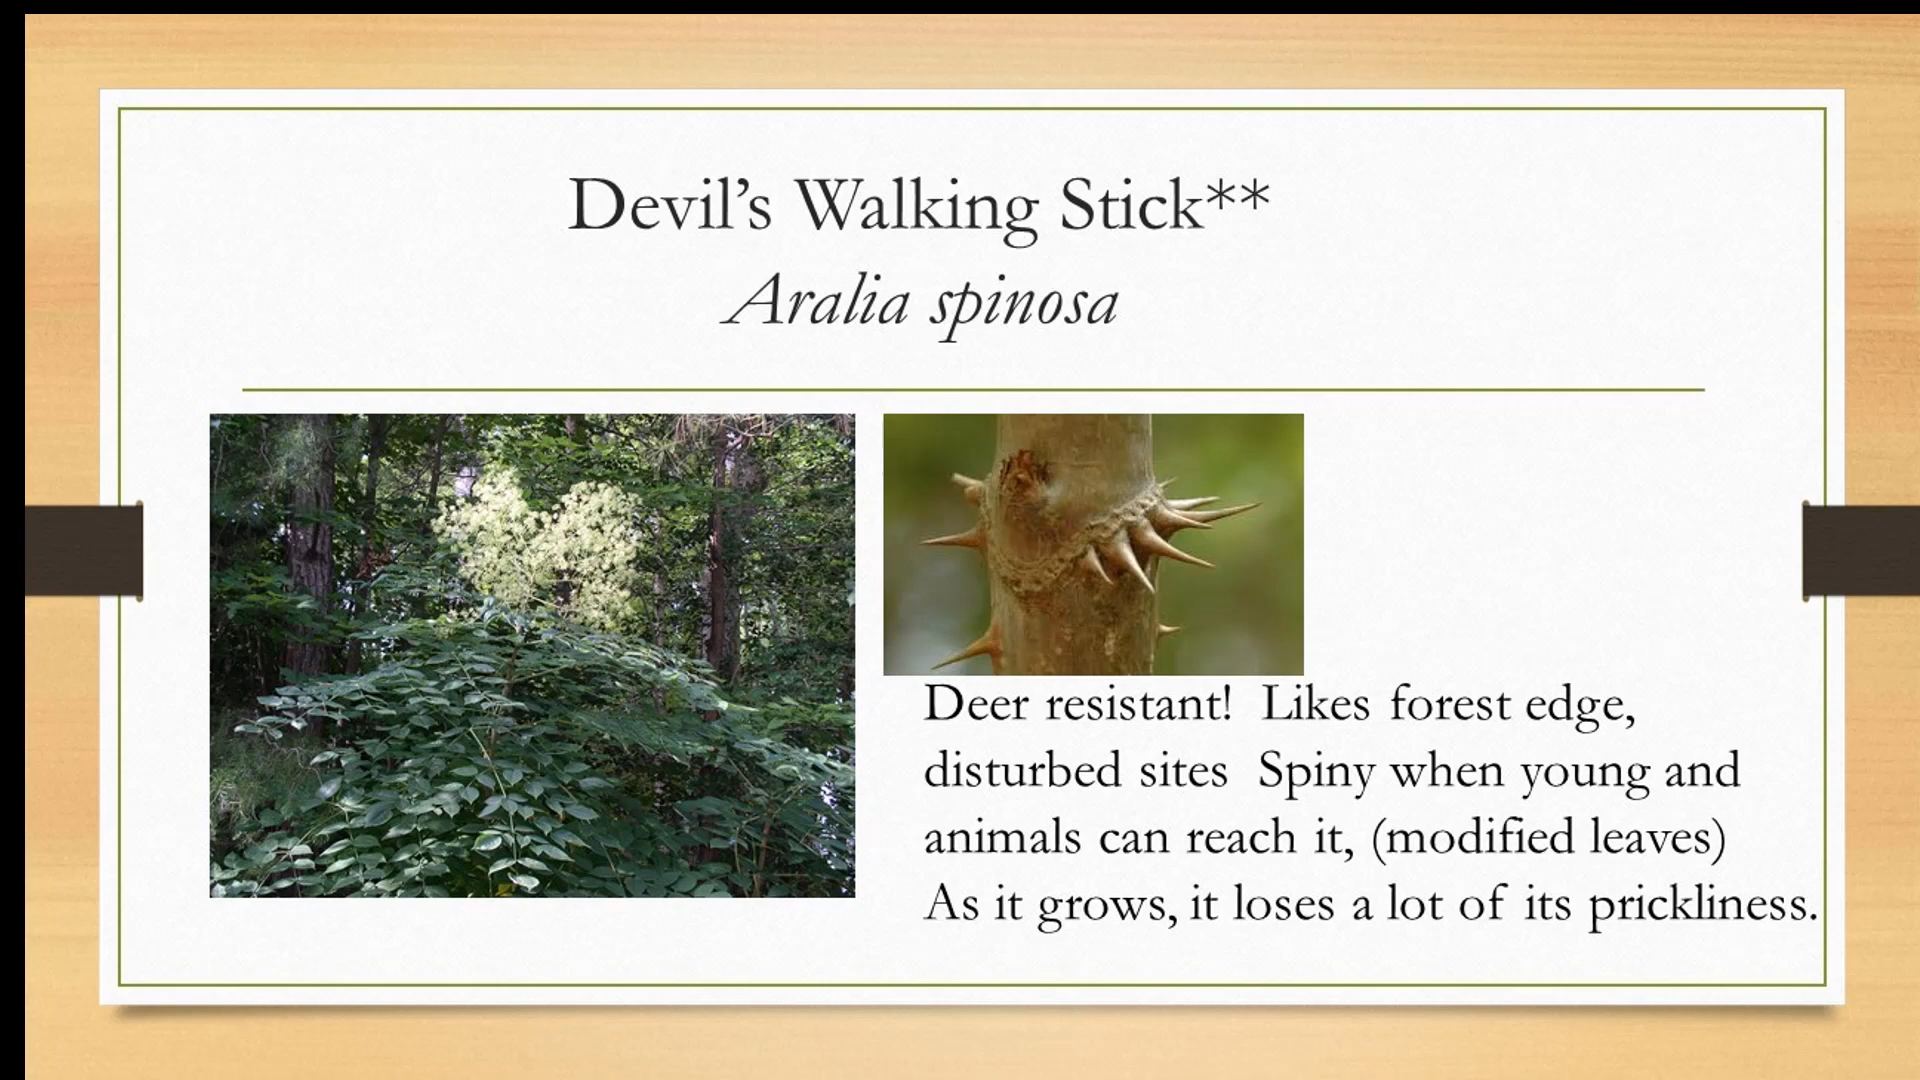 Devil’s Walking Stick**
Aralia spinosa
Deer resistant!  Likes forest edge,
disturbed sites  Spiny when young and
animals can reach it, (modified leaves)
As it grows, it loses a lot of its prickliness.